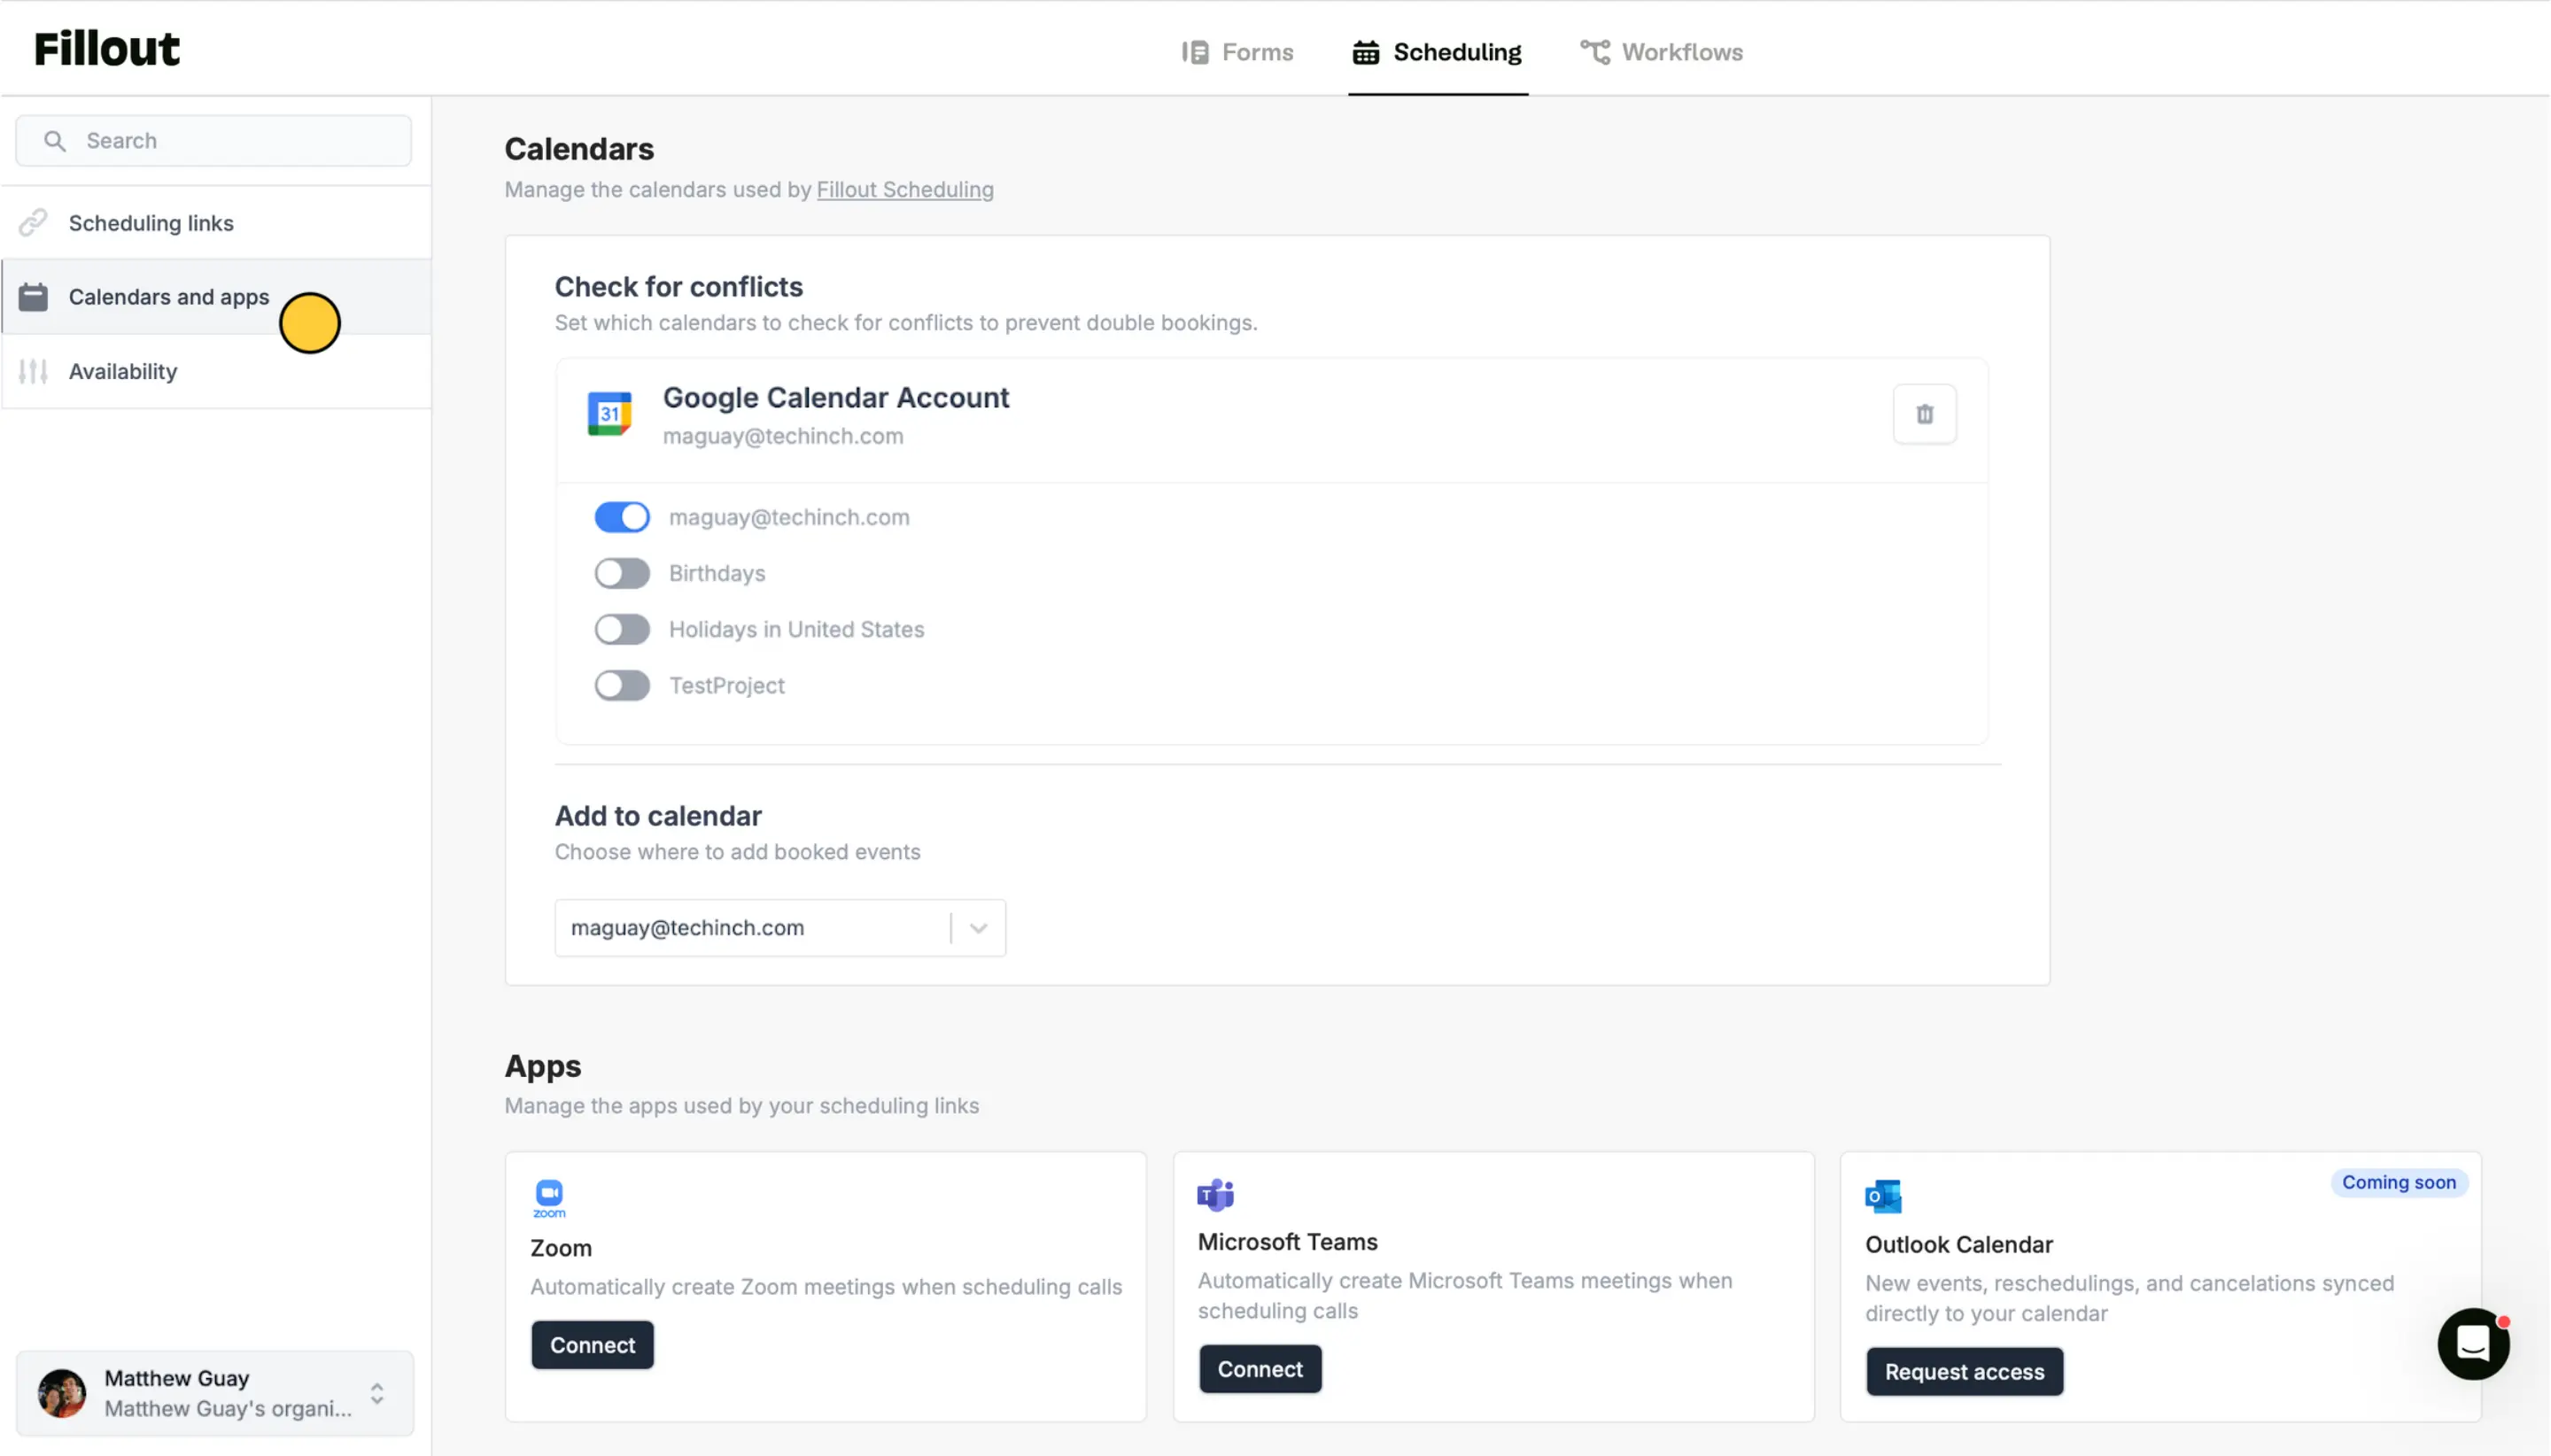 Fillout
Forms
Scheduling
Workflows
Search
Scheduling links
Calendars and apps
Availability
Calendars
Manage the calendars used by Fillout Scheduling
Check for conflicts
Set which calendars to check for conflicts to prevent double bookings.
31
Google Calendar Account
maguay@techinch.com
maguay@techinch.com
Birthdays
Holidays in United States
TestProject
Add to calendar
Choose where to add booked events
maguay@techinch.com
Apps
Manage the apps used by your scheduling links
zoom
Zoom
Automatically create Zoom meetings when scheduling calls
Connect
T
Microsoft Teams
Automatically create Microsoft Teams meetings when
scheduling calls
Connect
Coming soon
O
Outlook Calendar
New events, reschedulings, and cancelations synced
directly to your calendar
Request access
Matthew Guay
Matthew Guay's organi...